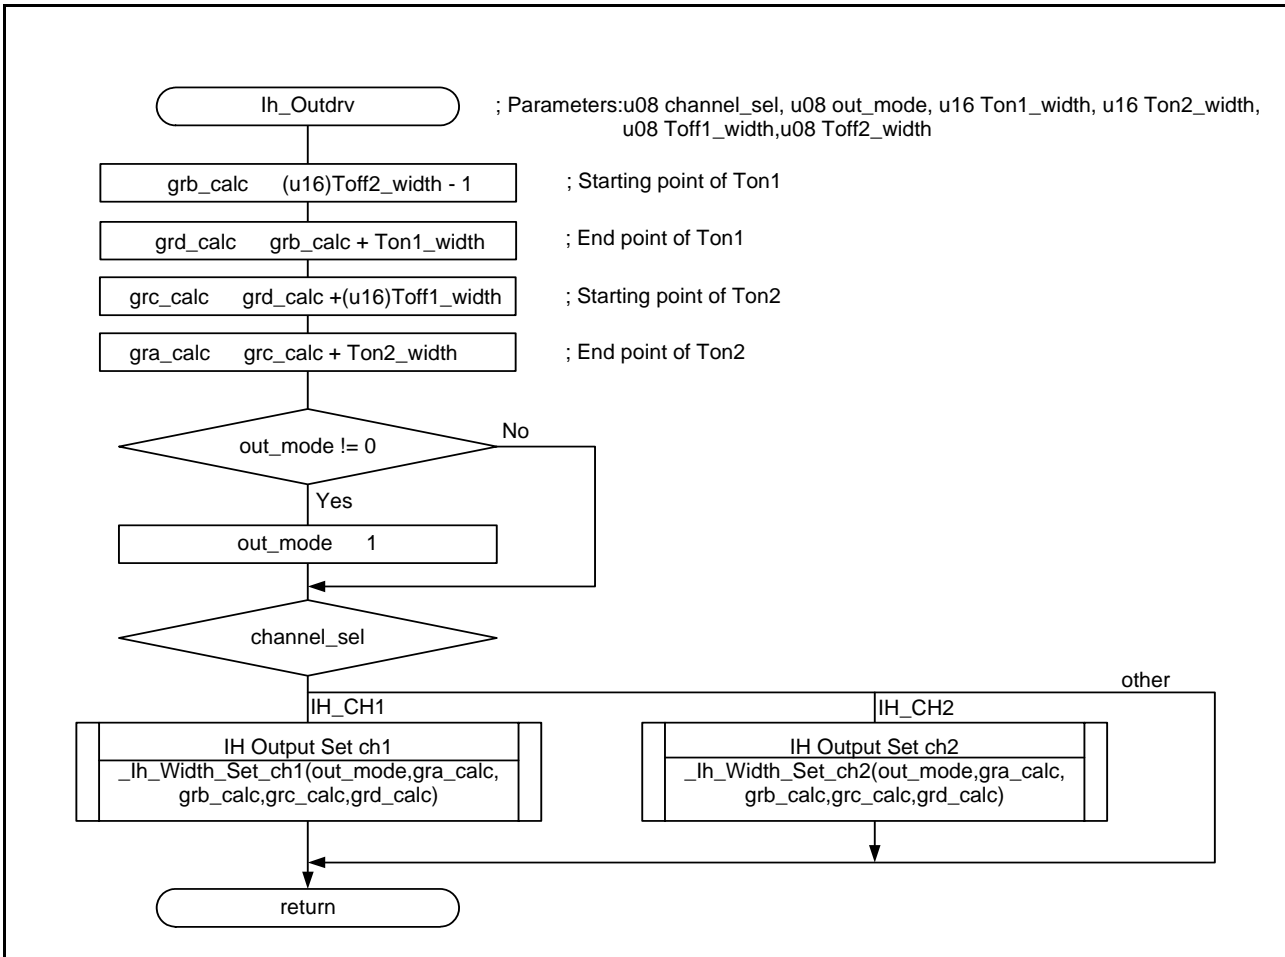 Ih_Outdrv
; Parameters:u08 channel_sel, u08 out_mode, u16 Ton1_width, u16 Ton2_width,
u08 Toff1_width,u08 Toff2_width
grb_calc (u16)Toff2_width - 1
; Starting point of Ton1
grd_calc grb_calc + Ton1_width
; End point of Ton1
grc_calc grd_calc +(u16)Toff1_width
; Starting point of Ton2
gra_calc grc_calc + Ton2_width
; End point of Ton2
out_mode != 0
No
Yes
out_mode 1
channel_sel
other
IH_CH1
IH_CH2
IH Output Set ch1
_Ih_Width_Set_ch1(out_mode,gra_calc,
grb_calc,grc_calc,grd_calc)
IH Output Set ch2
_Ih_Width_Set_ch2(out_mode,gra_calc,
grb_calc,grc_calc,grd_calc)
return